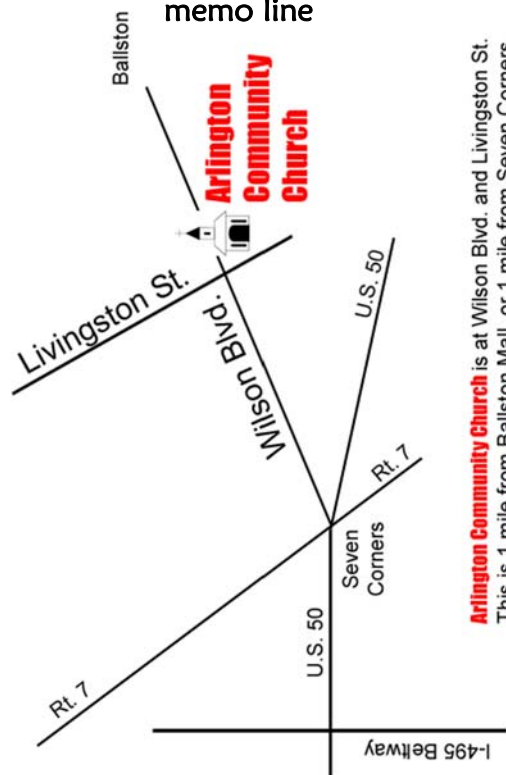 memo line
Ballston
Arlington
Community
Church
Livingston St.
Wilson Blvd.
U.S. 50
Rt. 7
Seven
Corners
U.S. 50
Rt. 7
I-495 Beltway
Arlington Community Church is at Wilson Blvd. and Livingston St.
This is 1 mile from Ballston Mall, or 1 mile from Seven Corners